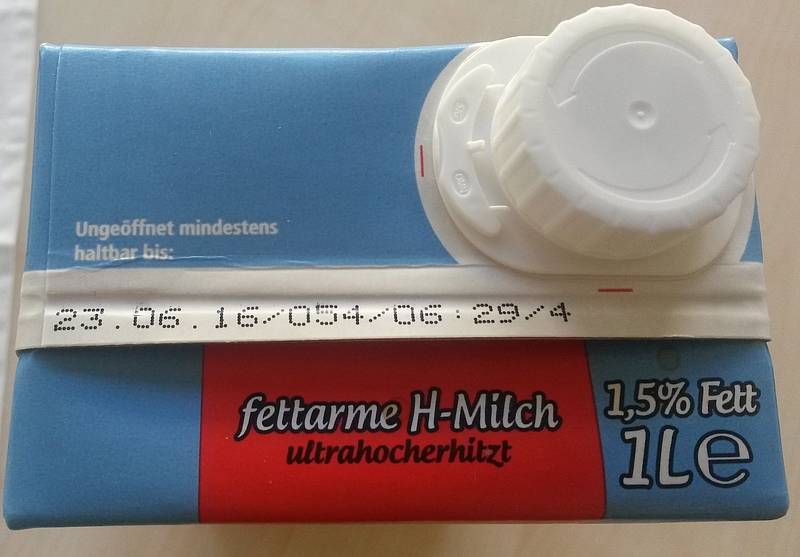 Ungeöffnet mindestens
haltbar bis:
23.06.16/054/06:29/4
fettarme H-Milch
ultrahocherhitzt
1,5% Fett
1L e